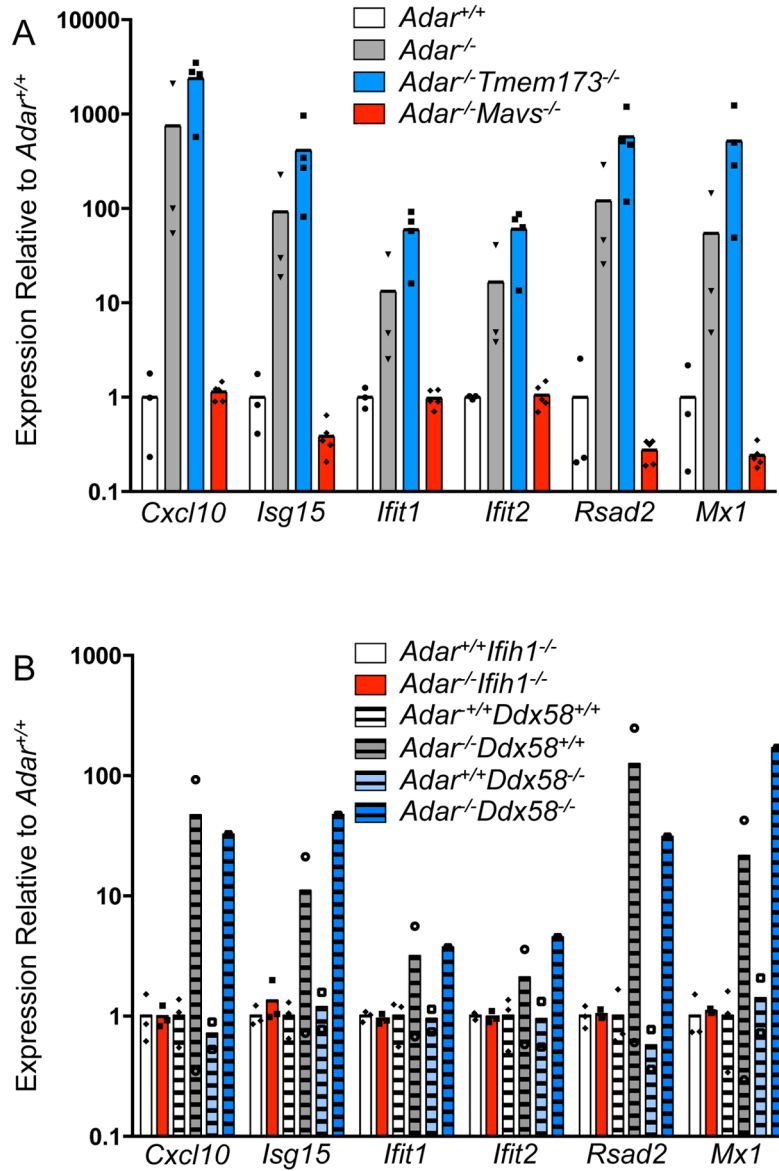 A
Adar+/+
Adar-/-
Adar-/-Tmem173-/-
Adar-/-Mavs-/-
Expression Relative to Adar+/+
10000
1000
100
10
1
0.1
Cxcl10 Isg15 Ifit1 Ifit2 Rsad2 Mx1
B
Adar+/+Ifih1-/-
Adar-/-Ifih1-/-
Adar+/+Ddx58+/+
Adar-/-Ddx58+/+
Adar+/+Ddx58-/-
Adar-/-Ddx58-/-
Expression Relative to Adar+/+
1000
100
10
1
0.1
Cxcl10 Isg15 Ifit1 Ifit2 Rsad2 Mx1